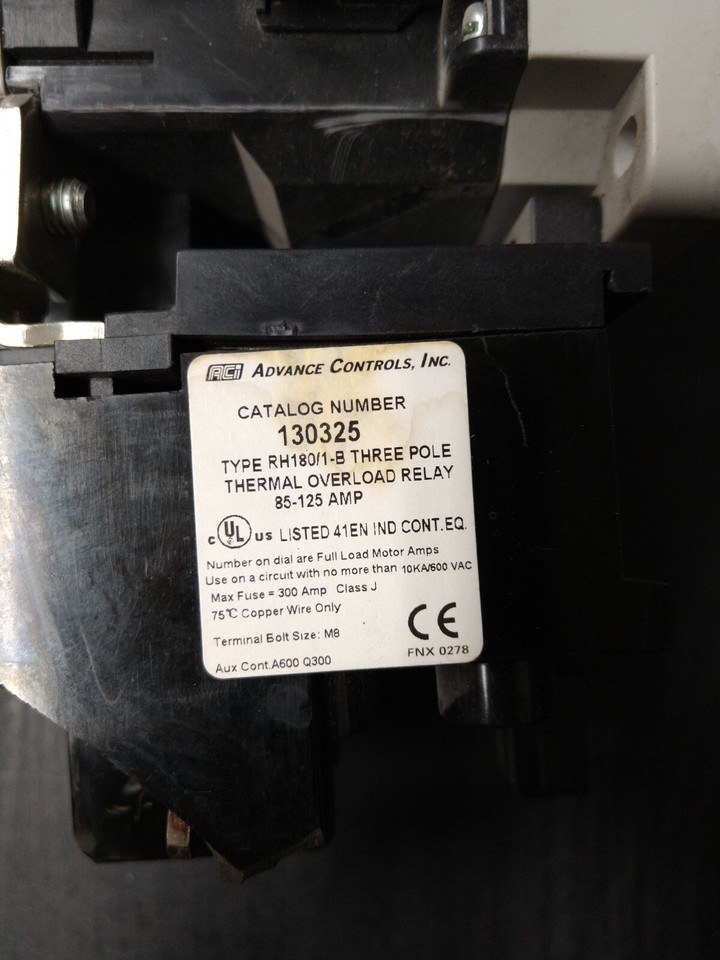 ACI ADVANCE CONTROLS, INC.
CATALOG NUMBER
130325
TYPE RH180/1-B THREE POLE
THERMAL OVERLOAD RELAY
85-125 AMP
c UL us LISTED 41EN IND CONT.EQ.
Number on dial are Full Load Motor Amps
Use on a circuit with no more than 10KA/600 VAC
Max Fuse = 300 Amp Class J
75°C Copper Wire Only
Terminal Bolt Size: M8
CE
Aux Cont.A600 Q300
FNX 0278